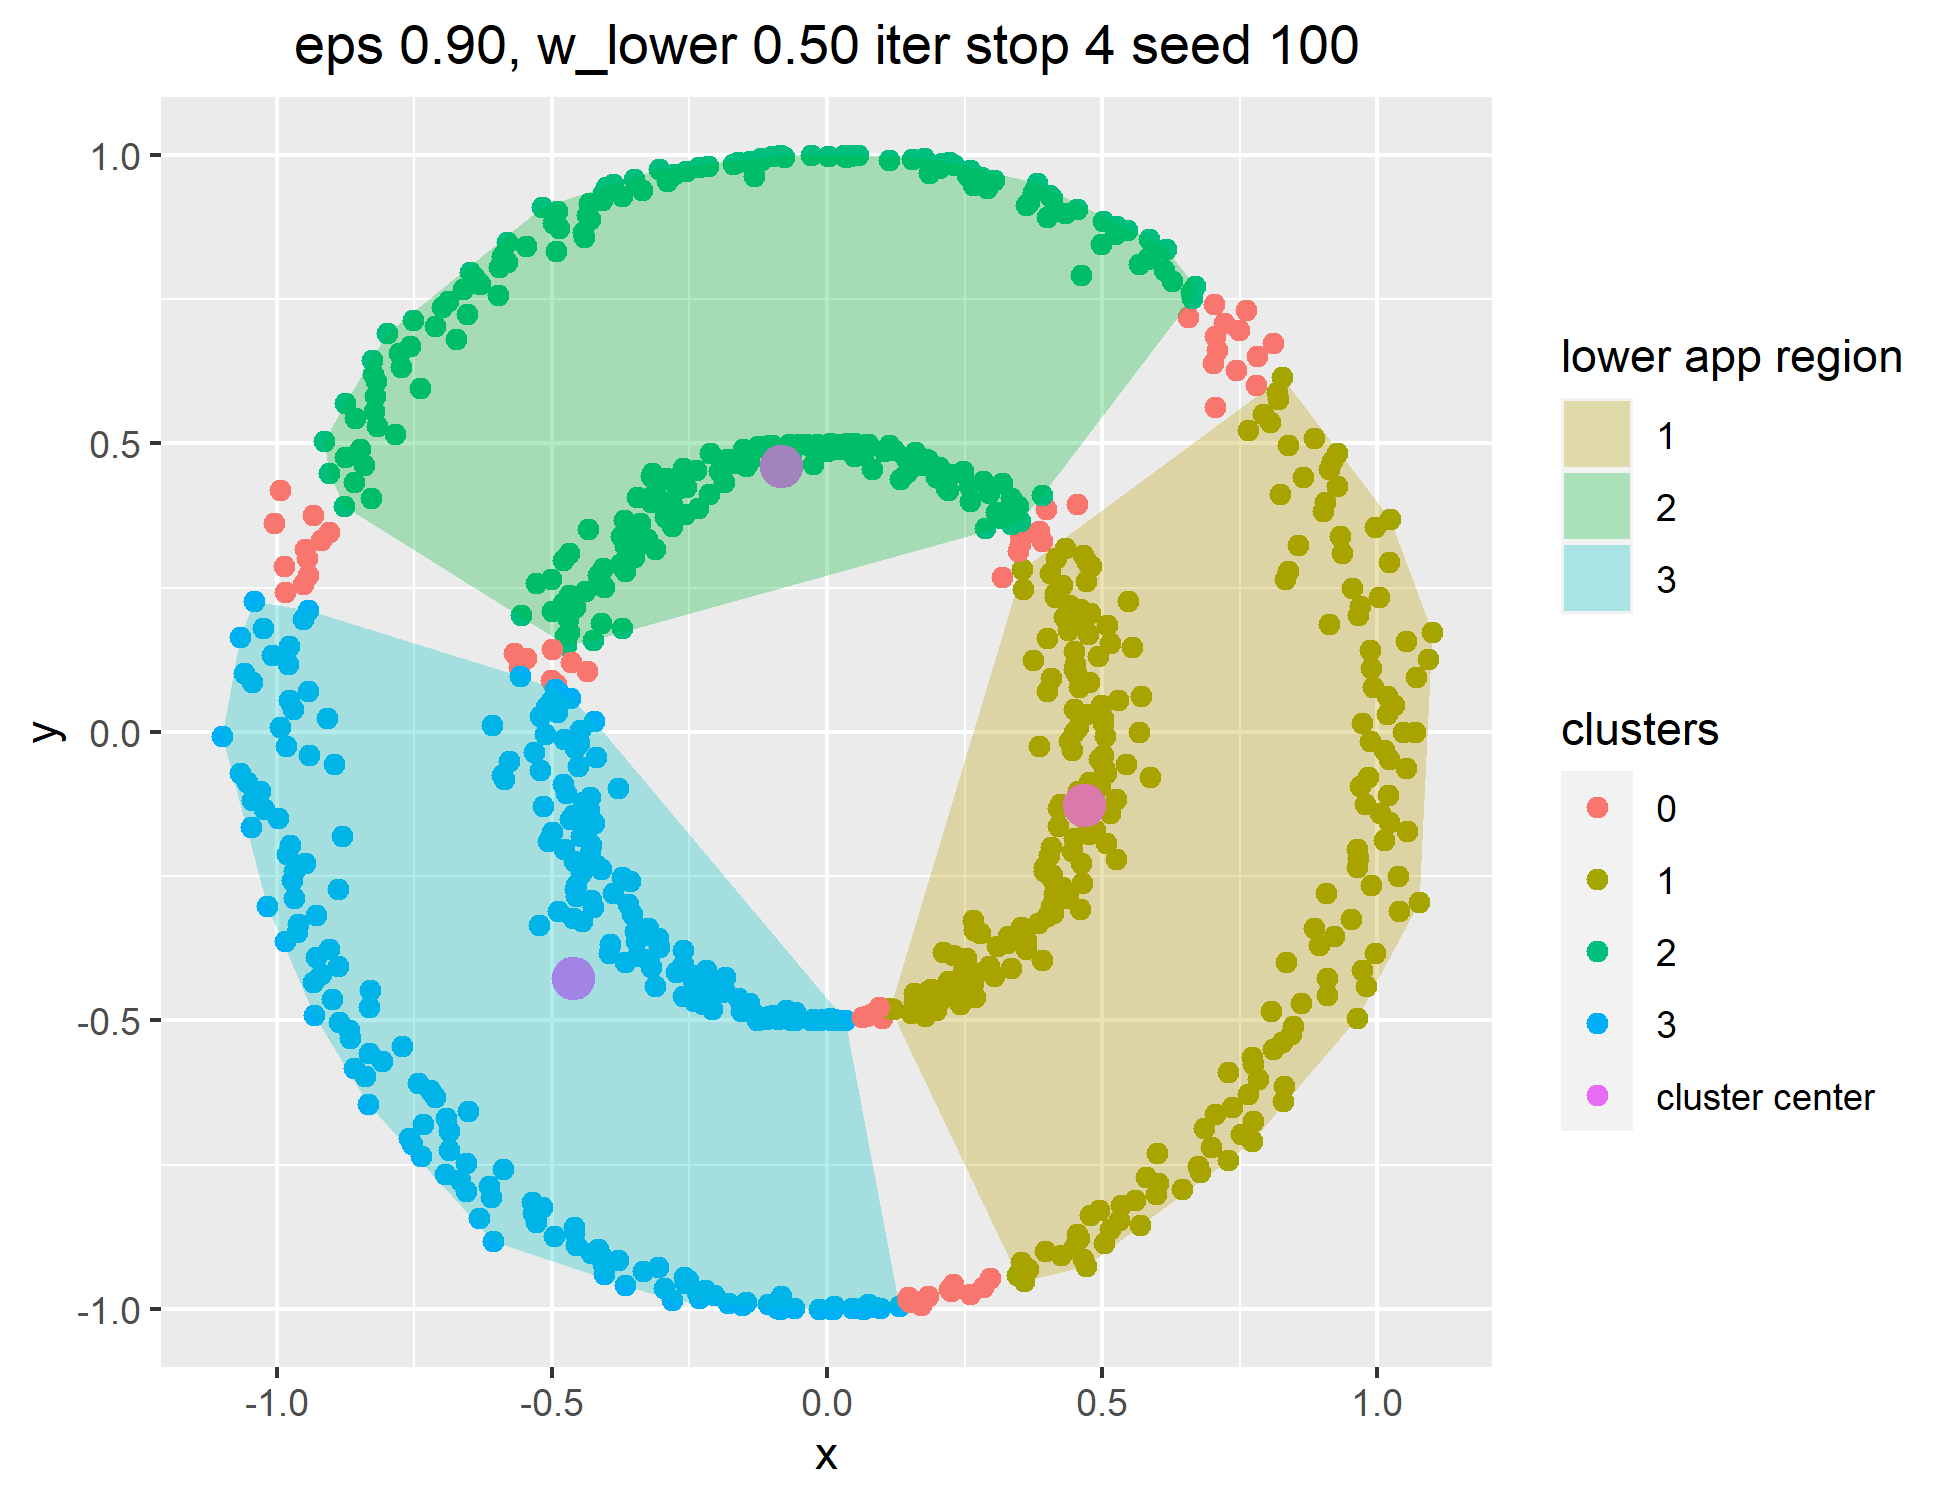 eps 0.90, w_lower 0.50 iter stop 4 seed 100
1.0
0.5
0.0
-0.5
-1.0
y
-1.0 -0.5 0.0 0.5 1.0
x
lower app region
1
2
3
clusters
0
1
2
3
cluster center